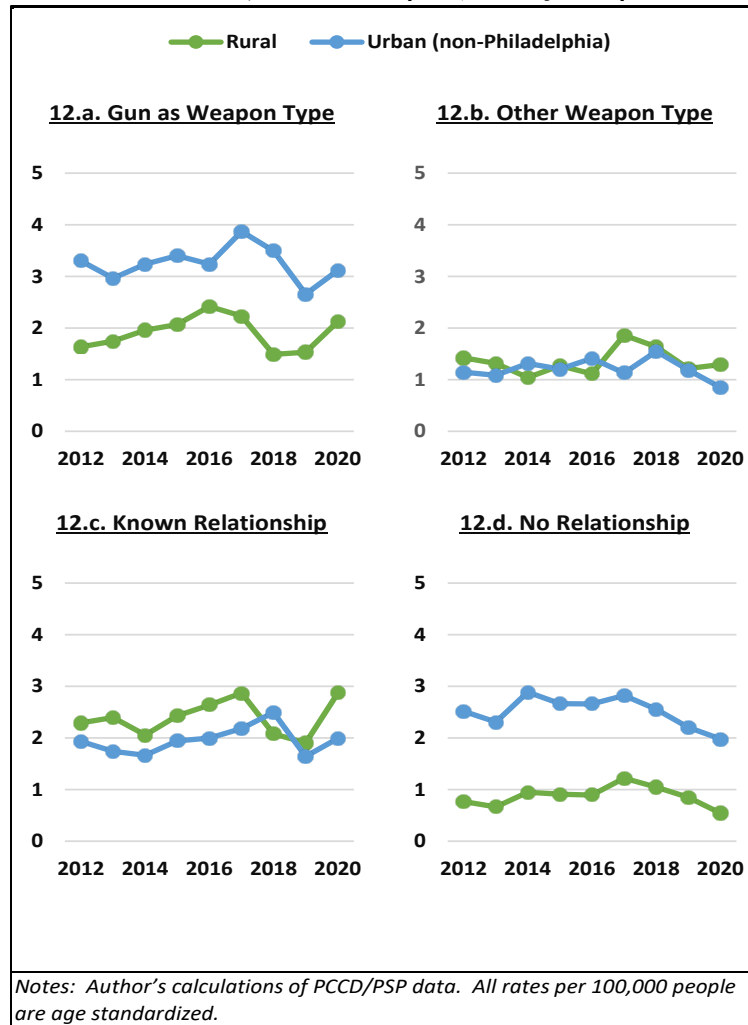 Rural Urban (non-Philadelphia)
12.a. Gun as Weapon Type
5
4
3
2
1
0
2012 2014 2016 2018 2020
12.b. Other Weapon Type
5
4
3
2
1
0
2012 2014 2016 2018 2020
12.c. Known Relationship
5
4
3
2
1
0
2012 2014 2016 2018 2020
12.d. No Relationship
5
4
3
2
1
0
2012 2014 2016 2018 2020
Notes: Author's calculations of PCCD/PSP data. All rates per 100,000 people
are age standardized.